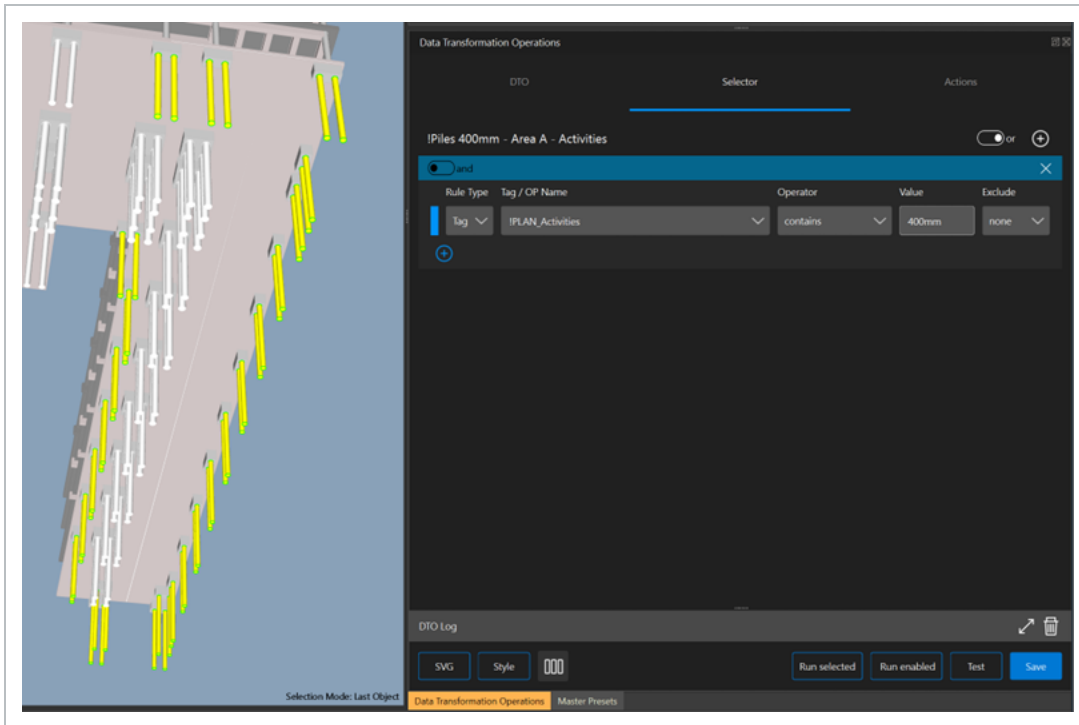 Data Transformation Operations
DTO Selector Actions
!Piles 400mm - Area A - Activities or
and
Rule Type Tag / OP Name Operator Value Exclude
Tag !PLAN_Activities contains 400mm none
DTO Log
SVG Style Run selected Run enabled Test Save
Selection Mode: Last Object
Data Transformation Operations Master Presets